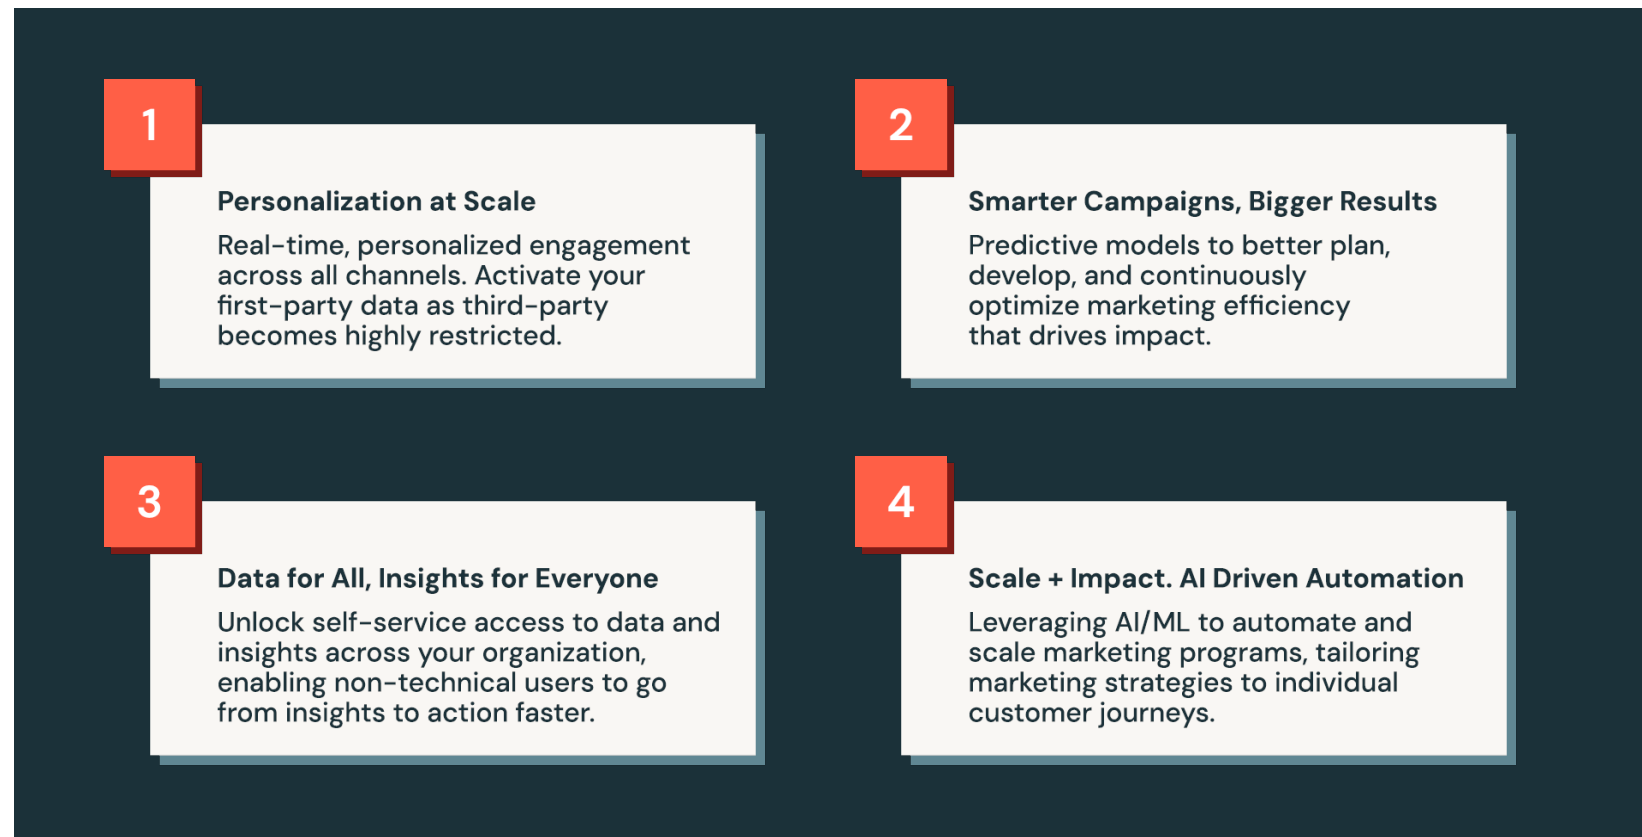 1
Personalization at Scale
Real-time, personalized engagement
across all channels. Activate your
first-party data as third-party
becomes highly restricted.
2
Smarter Campaigns, Bigger Results
Predictive models to better plan,
develop, and continuously
optimize marketing efficiency
that drives impact.
3
Data for All, Insights for Everyone
Unlock self-service access to data and
insights across your organization,
enabling non-technical users to go
from insights to action faster.
4
Scale + Impact. AI Driven Automation
Leveraging AI/ML to automate and
scale marketing programs, tailoring
marketing strategies to individual
customer journeys.